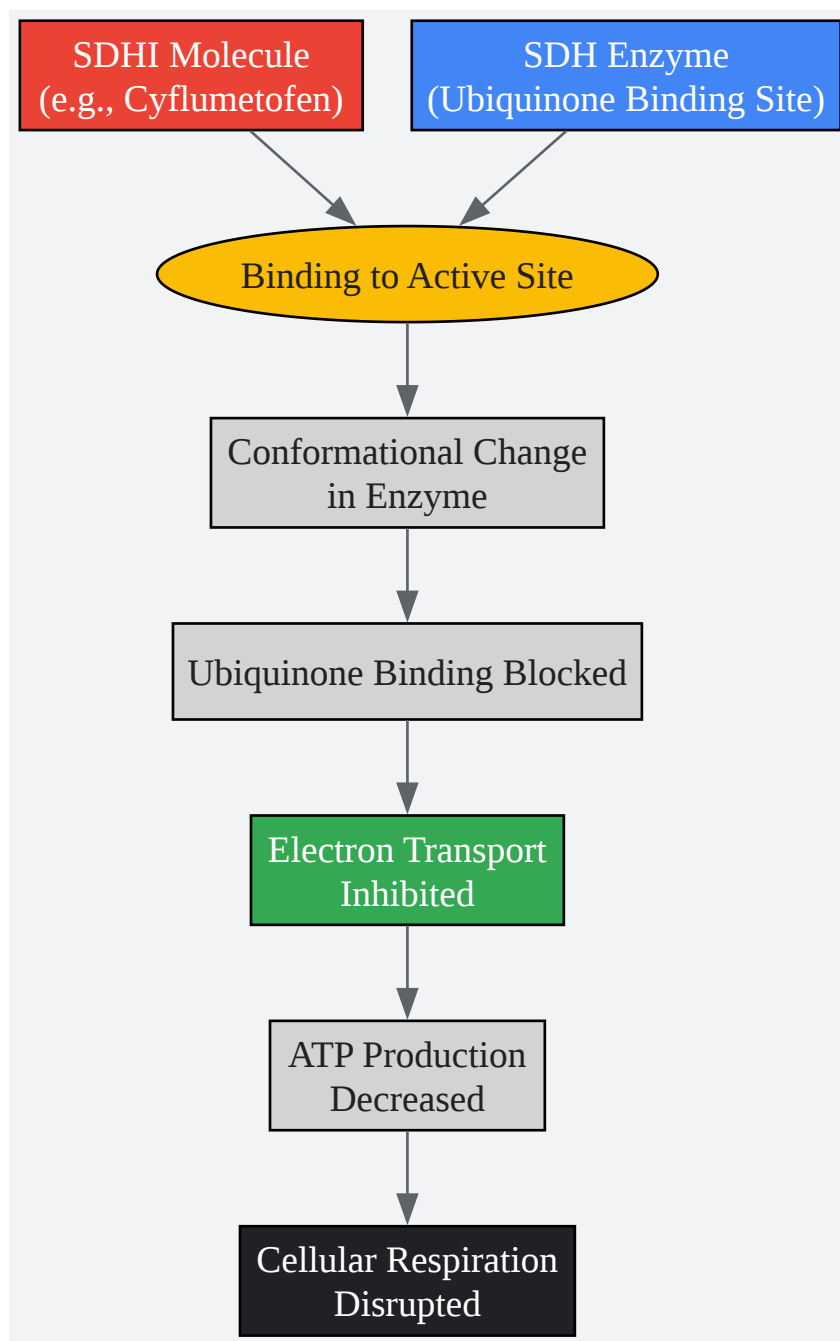 SDHI Molecule
(e.g., Cyflumetofen)
SDH Enzyme
(Ubiquinone Binding Site)
Binding to Active Site
Conformational Change
in Enzyme
Ubiquinone Binding Blocked
Electron Transport
Inhibited
ATP Production
Decreased
Cellular Respiration
Disrupted